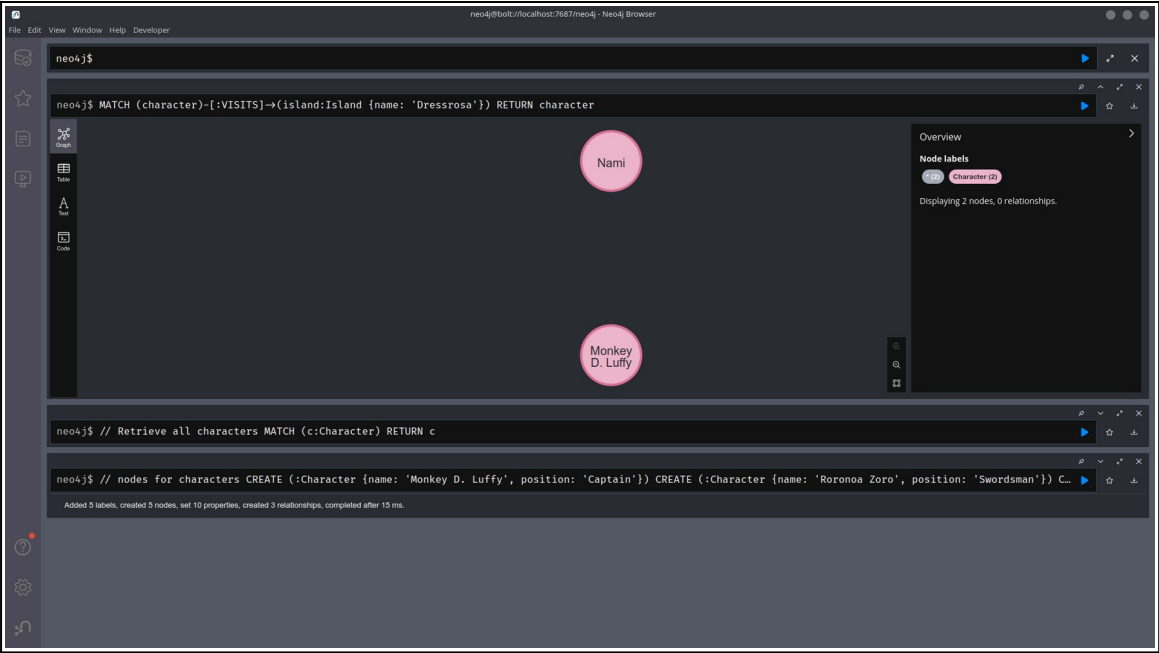 neo4j@bolt://localhost:7687/neo4j - Neo4j Browser
File Edit View Window Help Developer
neo4j$
neo4j$ MATCH (character)-[:VISITS]→(island:Island {name: 'Dressrosa'}) RETURN character
Graph
Table
Text
Code
Nami
Monkey
D. Luffy
Overview
Node labels
* (2) Character (2)
Displaying 2 nodes, 0 relationships.
neo4j$ // Retrieve all characters MATCH (c:Character) RETURN c
neo4j$ // nodes for characters CREATE (:Character {name: 'Monkey D. Luffy', position: 'Captain'}) CREATE (:Character {name: 'Roronoa Zoro', position: 'Swordsman'}) C…
Added 5 labels, created 5 nodes, set 10 properties, created 3 relationships, completed after 15 ms.